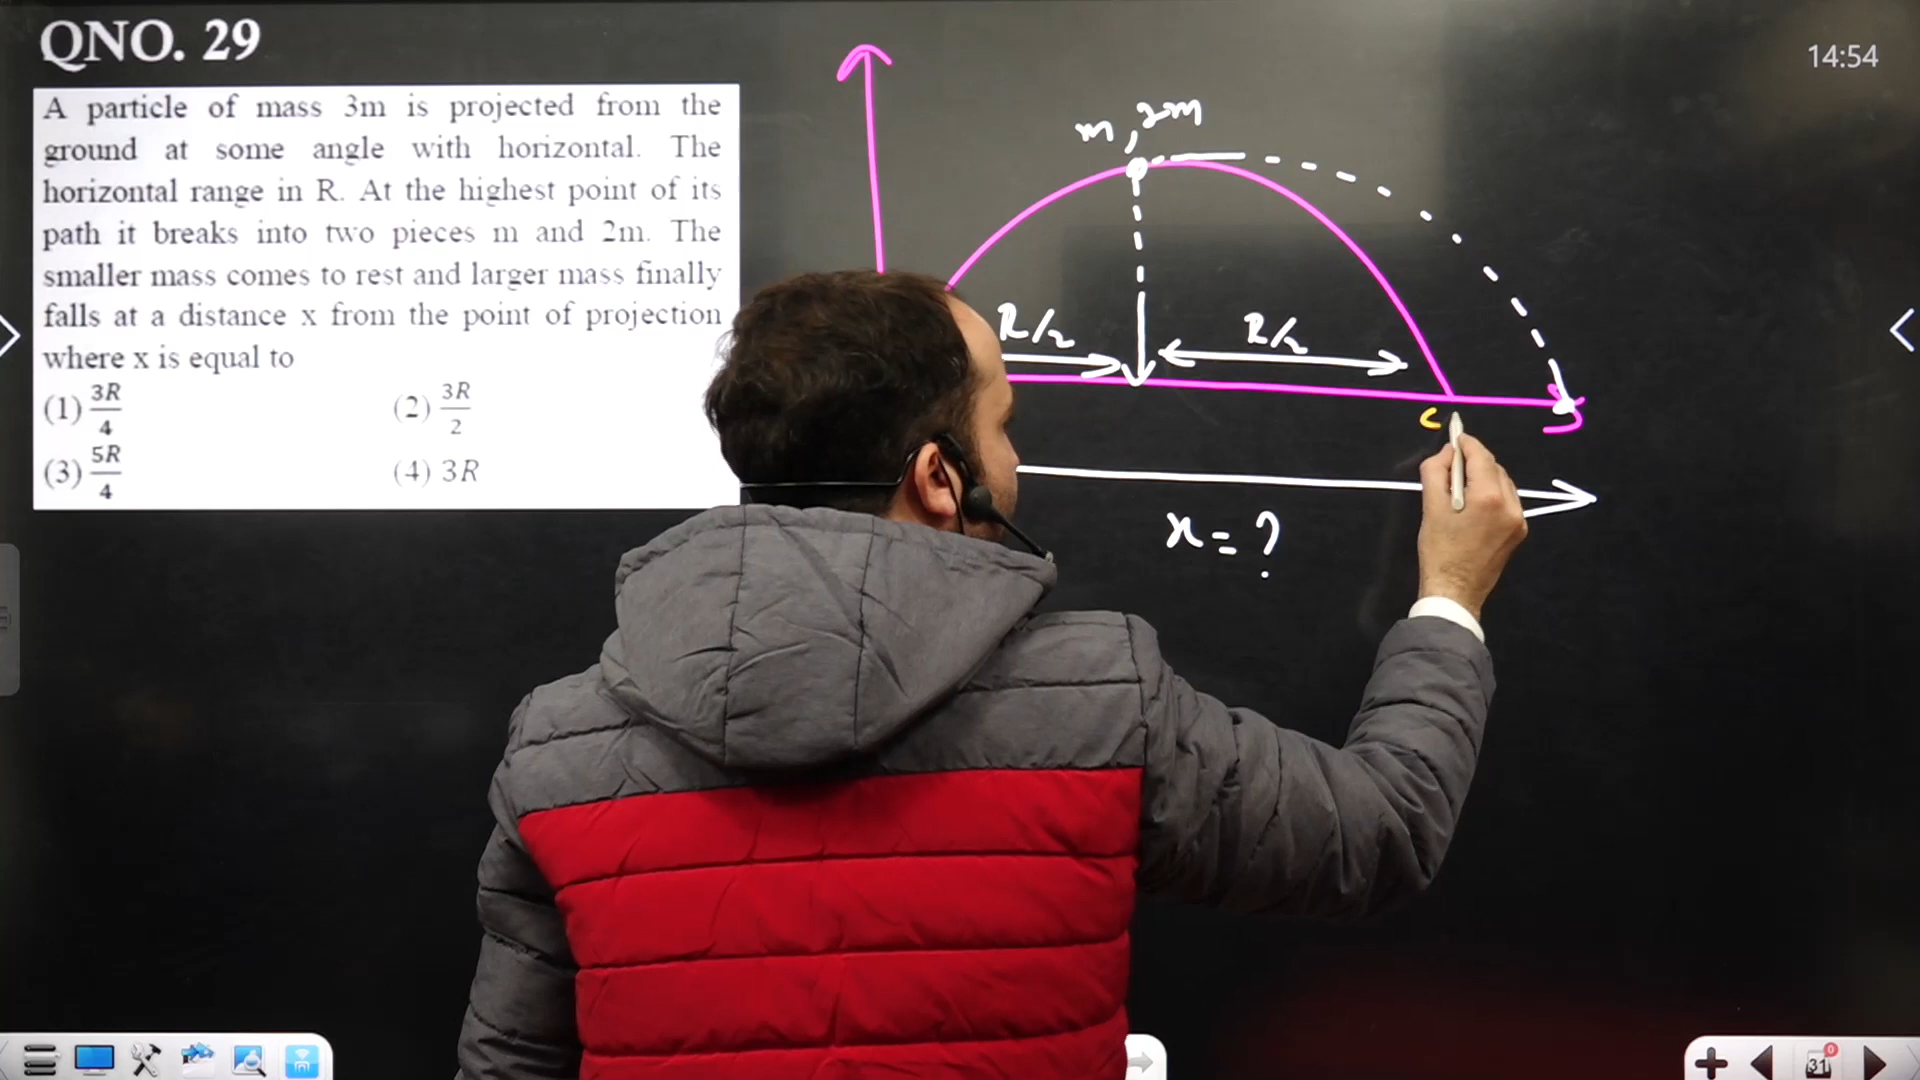 QNO. 29
14:54
A particle of mass 3m is projected from the
ground at some angle with horizontal. The
horizontal range in R. At the highest point of its
path it breaks into two pieces m and 2m. The
smaller mass comes to rest and larger mass finally
falls at a distance x from the point of projection
where x is equal to
(1) 3R/4 (2) 3R/2
(3) 5R/4 (4) 3R
m, 2m
R/2 R/2
C
x = ?
31
0